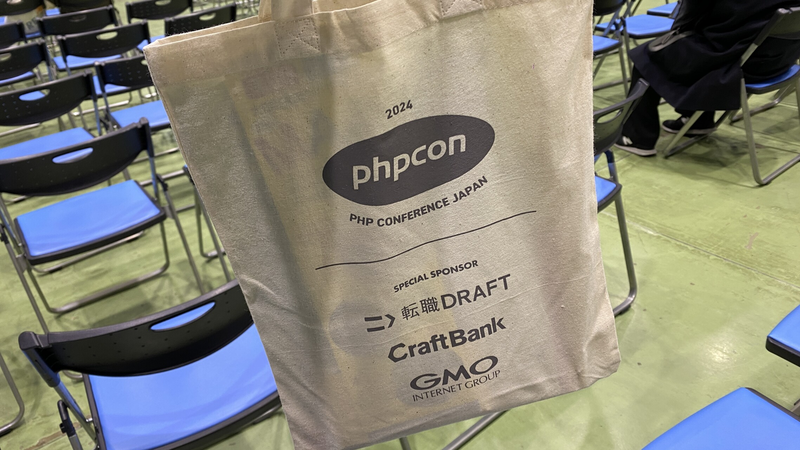 2024
phpcon
PHP CONFERENCE JAPAN
SPECIAL SPONSOR
転職DRAFT
CraftBank
GMO
INTERNET GROUP